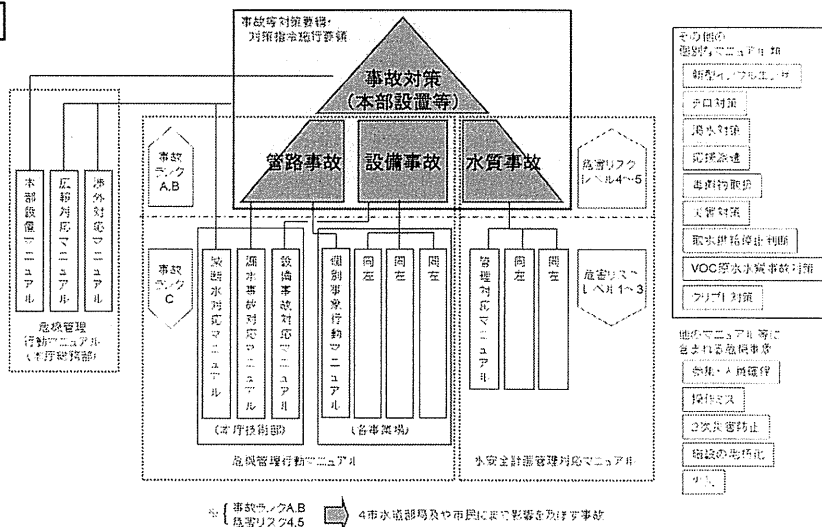 事故等対策要綱・
対策指令施行要領
事故対策
(本部設置等)
管路事故
設備事故
水質事故
事故
ランク
A,B
危害リスク
レベル4~5
事故
ランク
C
危害リスク
レベル1~3
本部設置マニュアル
広報対応マニュアル
渉外対応マニュアル
危機管理
行動マニュアル
(本庁総務部)
減断水対応マニュアル
漏水事故対応マニュアル
設備事故対応マニュアル
(本庁技術部)
個別事象行動マニュアル
同左
同左
同左
(各事業場)
危機管理行動マニュアル
管理対応マニュアル
同左
同左
水安全計画管理対応マニュアル
その他の
個別なマニュアル類
新型インフルエンザ
テロ対策
渇水対策
応援派遣
毒劇物取扱
災害対策
取水供給停止判断
VOC原水水質事故対策
クリプト対策
他のマニュアル等に
含まれる危機事象
参集・人員確保
操作ミス
2次災害防止
施設の老朽化
※
事故ランクA,B
危害リスク4,5
4市水道部局及や市民にまで影響を及ぼす事故